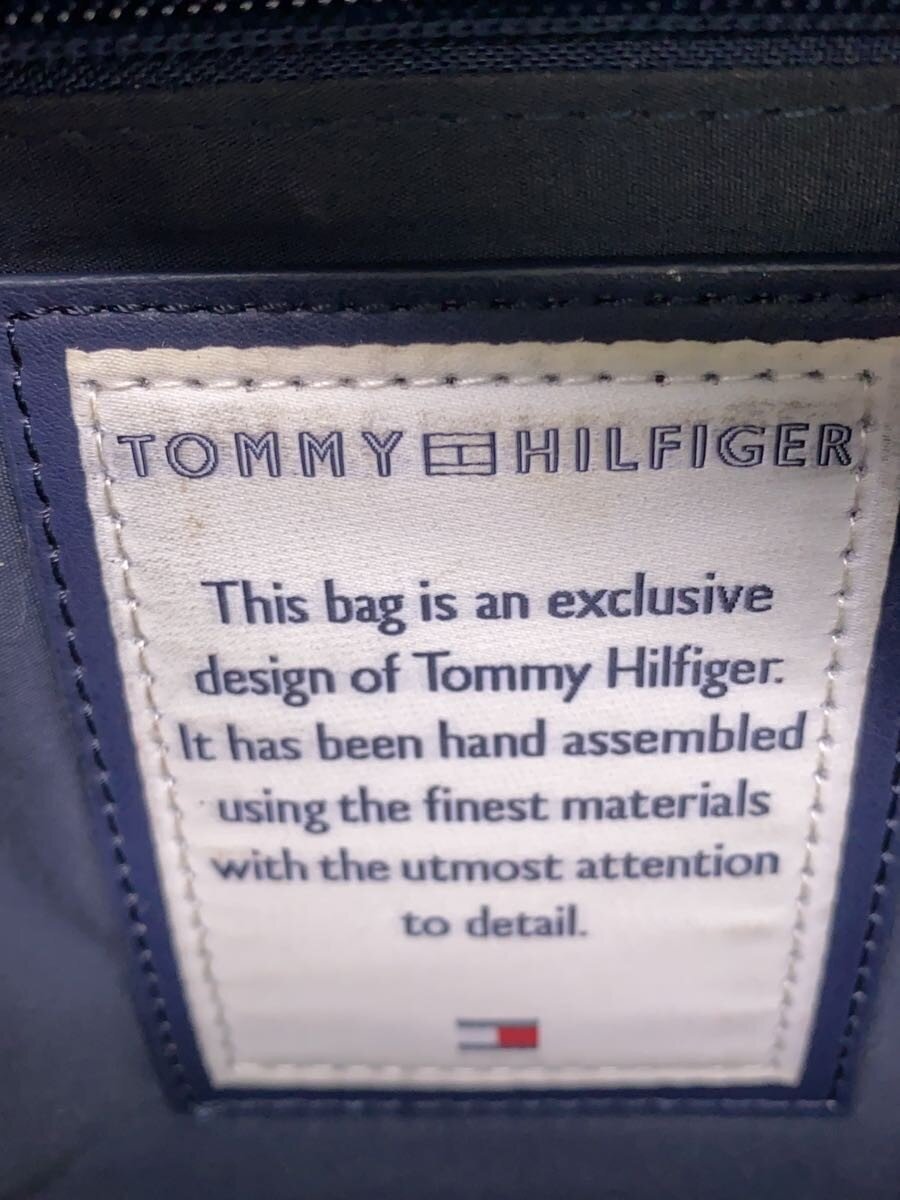 TOMMY HILFIGER
This bag is an exclusive
design of Tommy Hilfiger.
It has been hand assembled
using the finest materials
with the utmost attention
to detail.